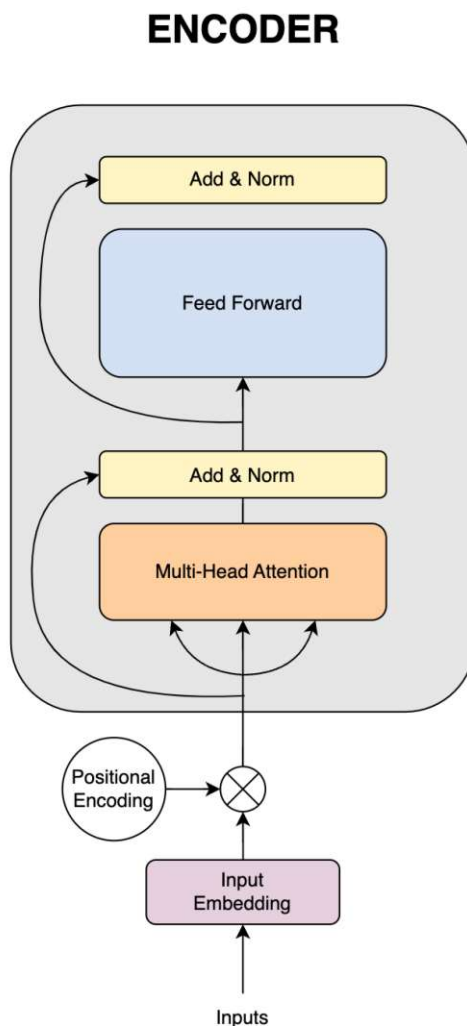 ENCODER
Add & Norm
Feed Forward
Add & Norm
Multi-Head Attention
Positional
Encoding
Input
Embedding
Inputs